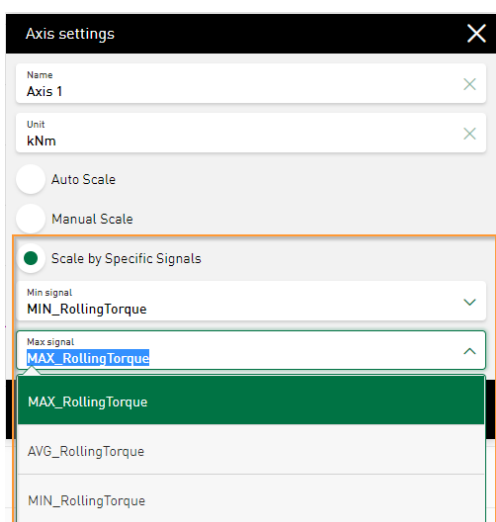 Axis settings
Name
Axis 1
Unit
kNm
Auto Scale
Manual Scale
Scale by Specific Signals
Min signal
MIN_RollingTorque
Max signal
MAX_RollingTorque
MAX_RollingTorque
AVG_RollingTorque
MIN_RollingTorque